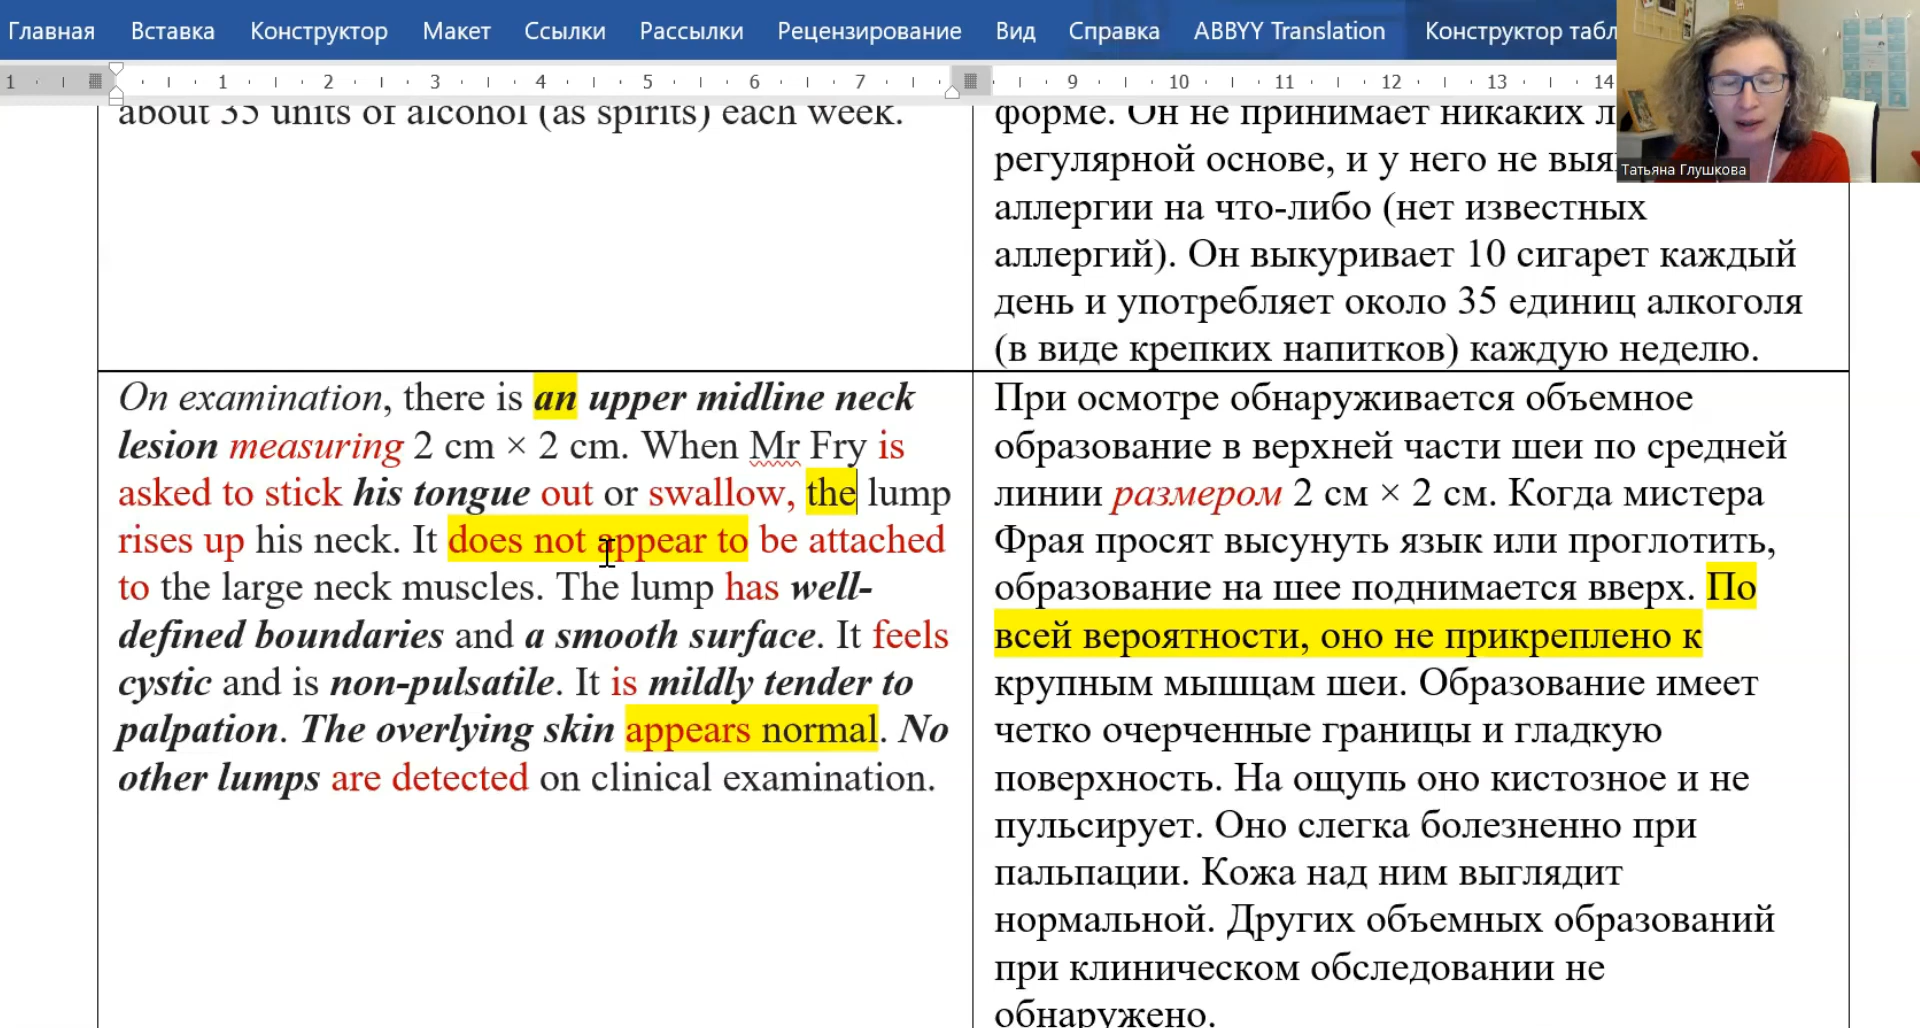 Главная Вставка Конструктор Макет Ссылки Рассылки Рецензирование Вид Справка ABBYY Translation Конструктор табл
1 1 2 3 4 5 6 7 9 10 11 12 13 14
Татьяна Глушкова
about 35 units of alcohol (as spirits) each week.
On examination, there is an upper midline neck
lesion measuring 2 cm × 2 cm. When Mr Fry is
asked to stick his tongue out or swallow, the lump
rises up his neck. It does not appear to be attached
to the large neck muscles. The lump has well-
defined boundaries and a smooth surface. It feels
cystic and is non-pulsatile. It is mildly tender to
palpation. The overlying skin appears normal. No
other lumps are detected on clinical examination.
форме. Он не принимает никаких л
регулярной основе, и у него не выя
аллергии на что-либо (нет известных
аллергий). Он выкуривает 10 сигарет каждый
день и употребляет около 35 единиц алкоголя
(в виде крепких напитков) каждую неделю.
При осмотре обнаруживается объемное
образование в верхней части шеи по средней
линии размером 2 см × 2 см. Когда мистера
Фрая просят высунуть язык или проглотить,
образование на шее поднимается вверх. По
всей вероятности, оно не прикреплено к
крупным мышцам шеи. Образование имеет
четко очерченные границы и гладкую
поверхность. На ощупь оно кистозное и не
пульсирует. Оно слегка болезненно при
пальпации. Кожа над ним выглядит
нормальной. Других объемных образований
при клиническом обследовании не
обнаружено.